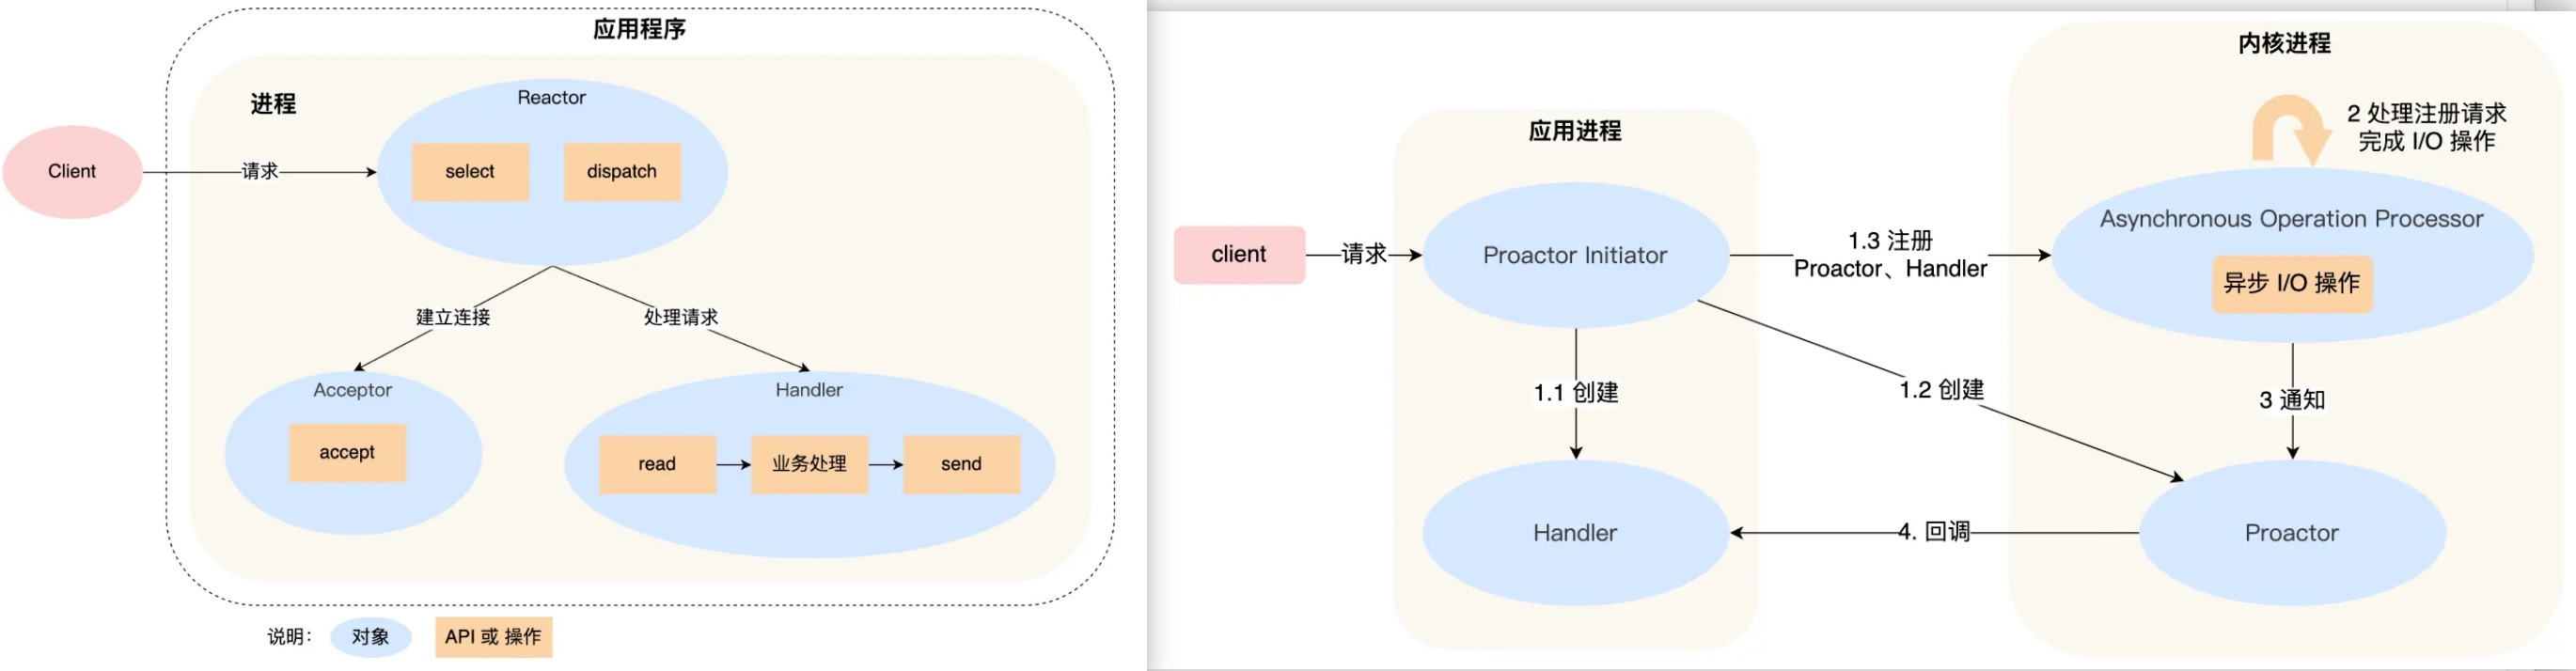 应用程序
进程
Reactor
select
dispatch
Client
请求
建立连接
处理请求
Acceptor
accept
Handler
read
业务处理
send
说明：
对象
API 或 操作
内核进程
应用进程
2 处理注册请求
完成 I/O 操作
client
请求
Proactor Initiator
1.3 注册
Proactor、Handler
Asynchronous Operation Processor
异步 I/O 操作
1.1 创建
1.2 创建
3 通知
Handler
4. 回调
Proactor